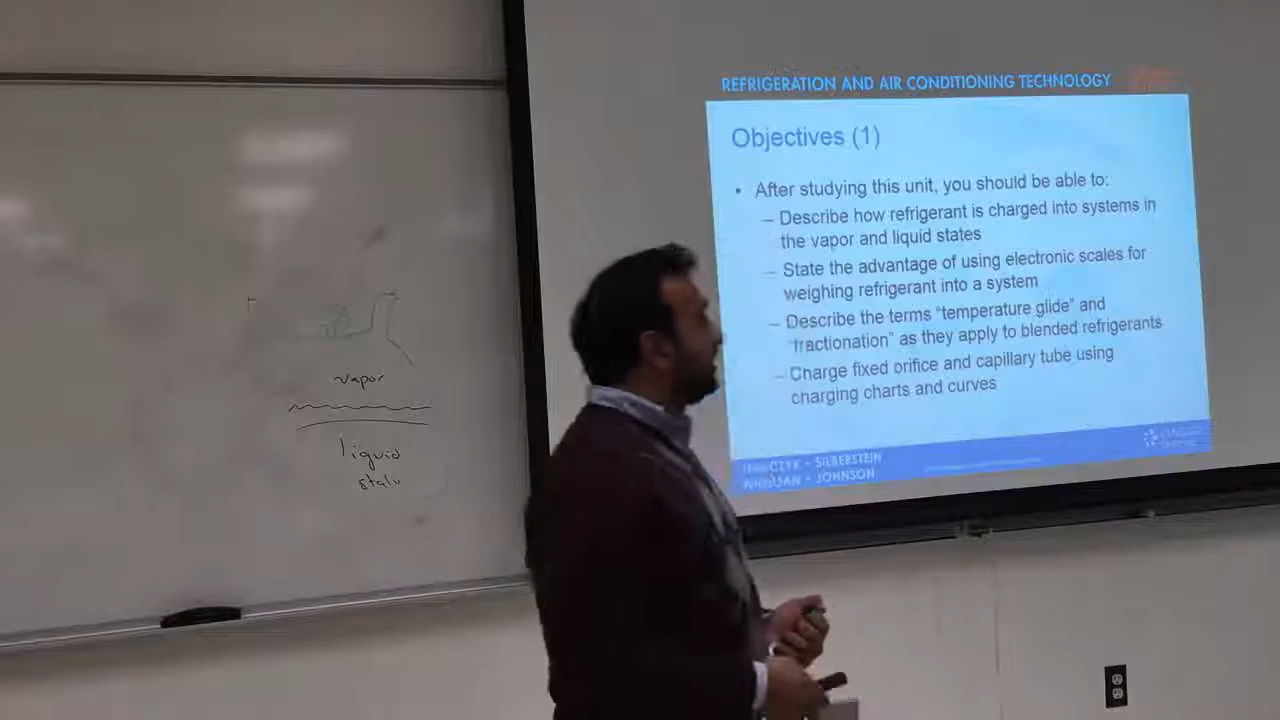 REFRIGERATION AND AIR CONDITIONING TECHNOLOGY
Objectives (1)
• After studying this unit, you should be able to:
– Describe how refrigerant is charged into systems in
the vapor and liquid states
– State the advantage of using electronic scales for
weighing refrigerant into a system
– Describe the terms “temperature glide” and
“fractionation” as they apply to blended refrigerants
– Charge fixed orifice and capillary tube using
charging charts and curves
SILBERSTEIN
JOHNSON
vapor
liquid